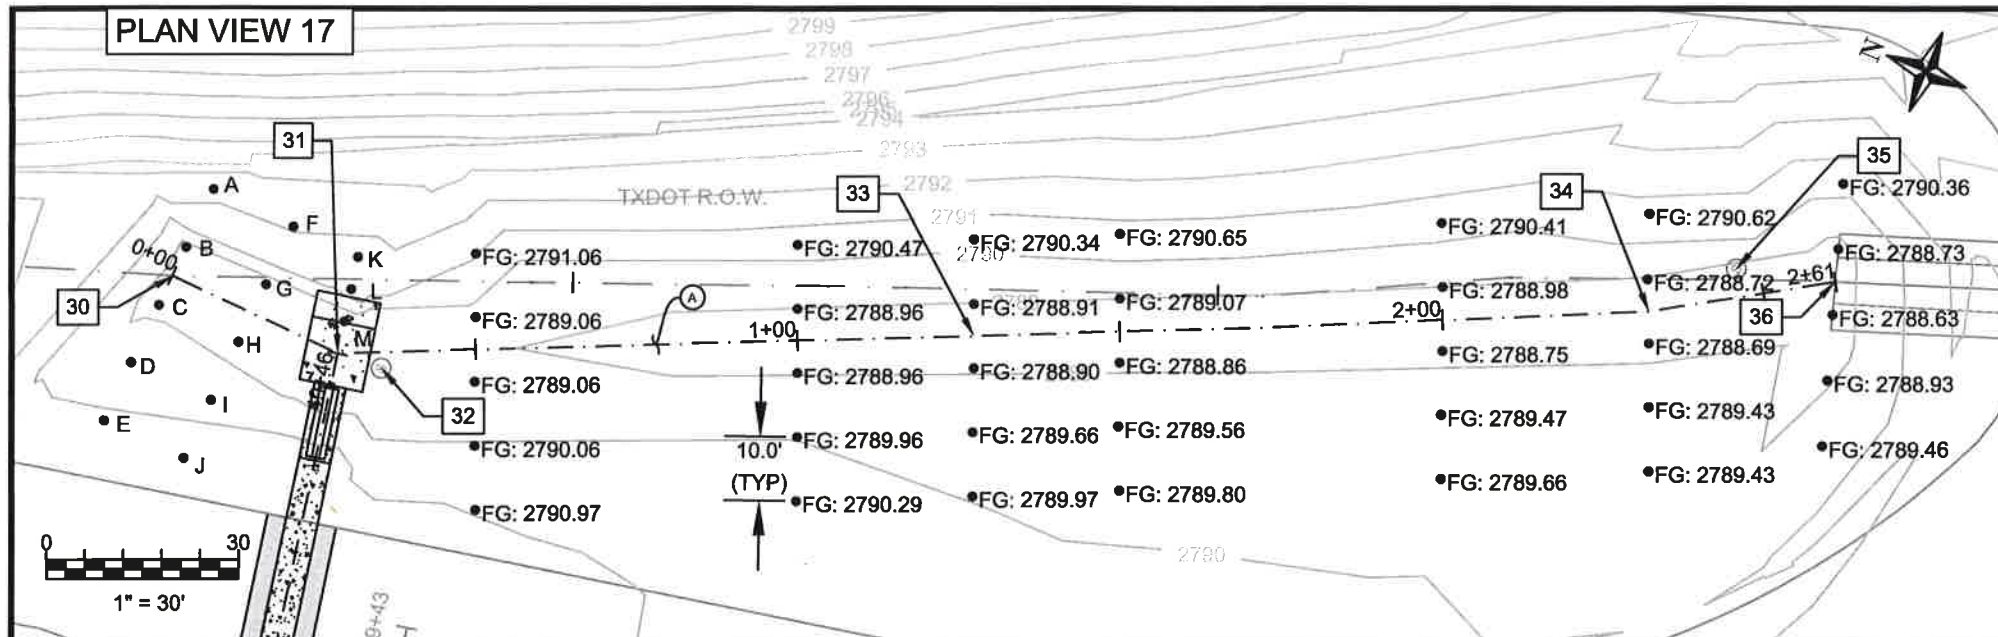 PLAN VIEW 17
2799
2798
2797
2796
2794
2793
2792
2791
2790
N
31
33
34
35
A
F
B
K
0+00
G
L
30
C
H
M
D
46
I
E
J
32
TXDOT R.O.W.
A
1+00
2+00
2+61
36
FG: 2791.06
FG: 2789.06
FG: 2789.06
FG: 2790.06
FG: 2790.97
FG: 2790.47
FG: 2788.96
FG: 2788.96
FG: 2789.96
FG: 2790.29
FG: 2790.34
FG: 2788.91
FG: 2788.90
FG: 2789.66
FG: 2789.97
FG: 2790.65
FG: 2789.07
FG: 2788.86
FG: 2789.56
FG: 2789.80
FG: 2790.41
FG: 2788.98
FG: 2788.75
FG: 2789.47
FG: 2789.66
FG: 2790.62
FG: 2788.72
FG: 2788.69
FG: 2789.43
FG: 2789.43
FG: 2790.36
FG: 2788.73
FG: 2788.63
FG: 2788.93
FG: 2789.46
10.0'
(TYP)
2790
0 30
1" = 30'
9+43